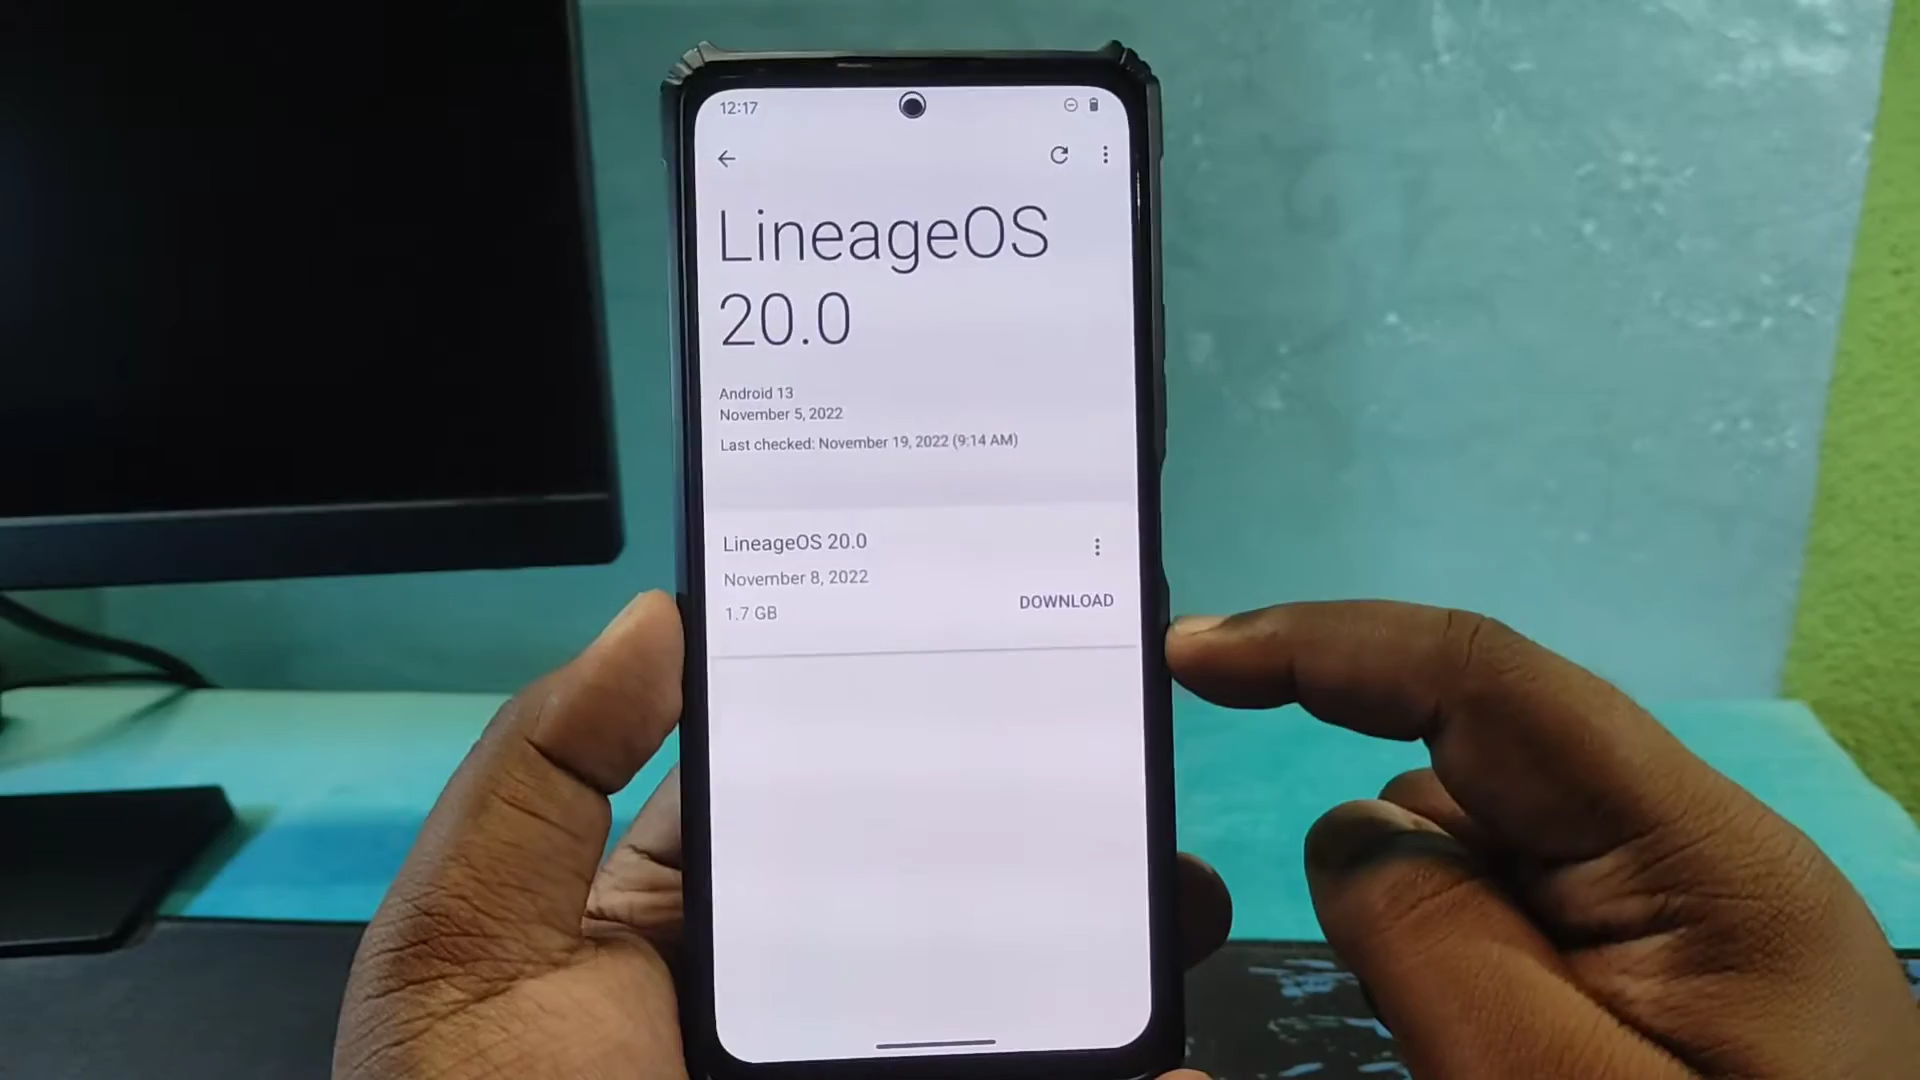 12:17
LineageOS
20.0
Android 13
November 5, 2022
Last checked: November 19, 2022 (9:14 AM)
LineageOS 20.0
November 8, 2022
1.7 GB
DOWNLOAD